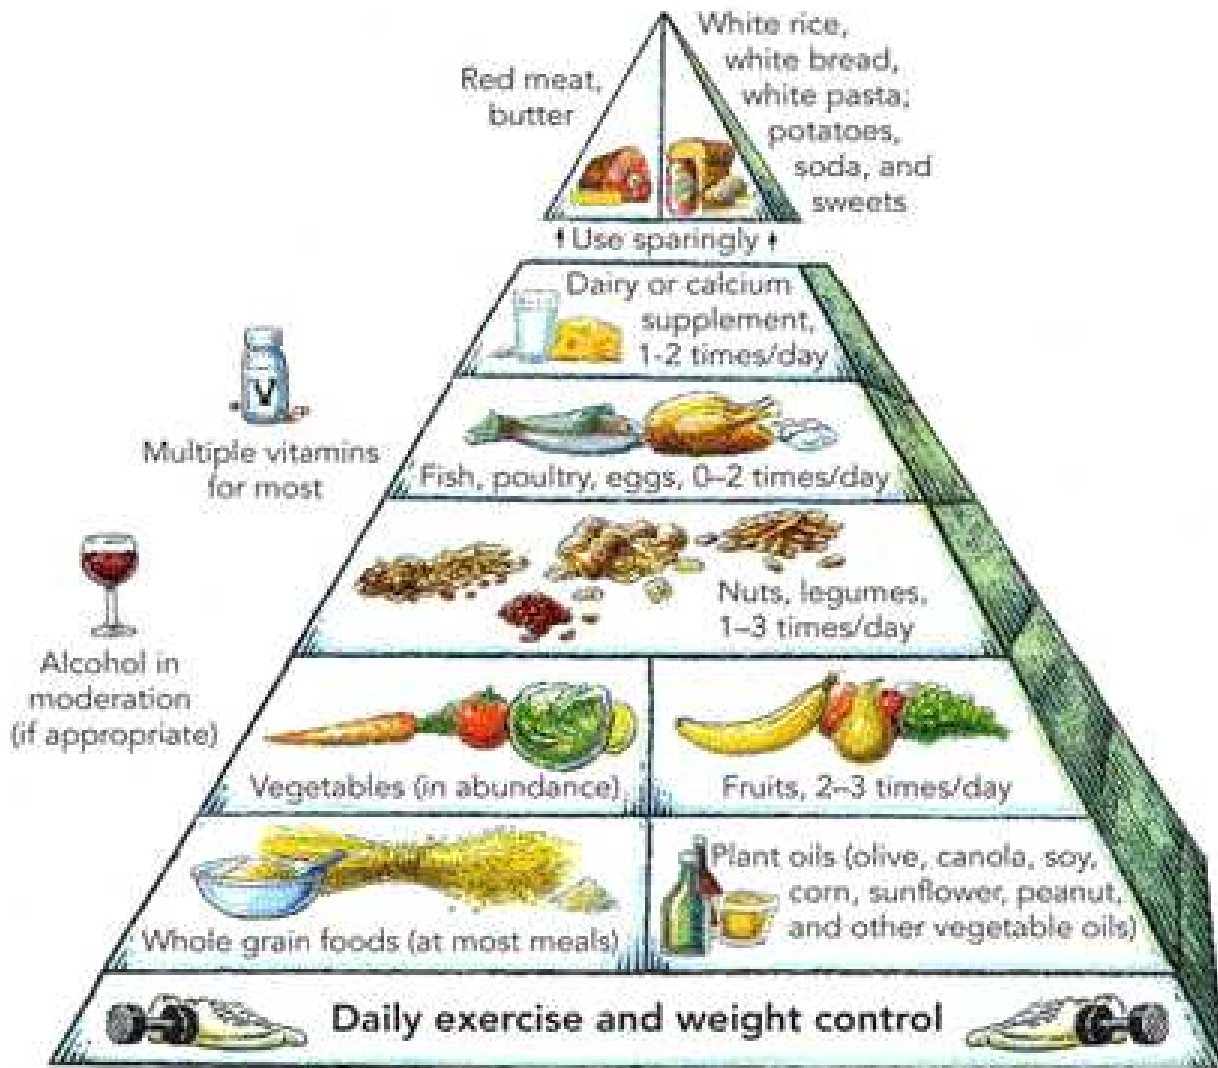 White rice,
white bread,
white pasta;
potatoes,
soda, and
sweets
Red meat,
butter
Use sparingly
Dairy or calcium
supplement,
1-2 times/day
V
Multiple vitamins
for most
Fish, poultry, eggs, 0–2 times/day
Nuts, legumes,
1–3 times/day
Alcohol in
moderation
(if appropriate)
Vegetables (in abundance)
Fruits, 2–3 times/day
Whole grain foods (at most meals)
Plant oils (olive, canola, soy,
corn, sunflower, peanut,
and other vegetable oils)
Daily exercise and weight control